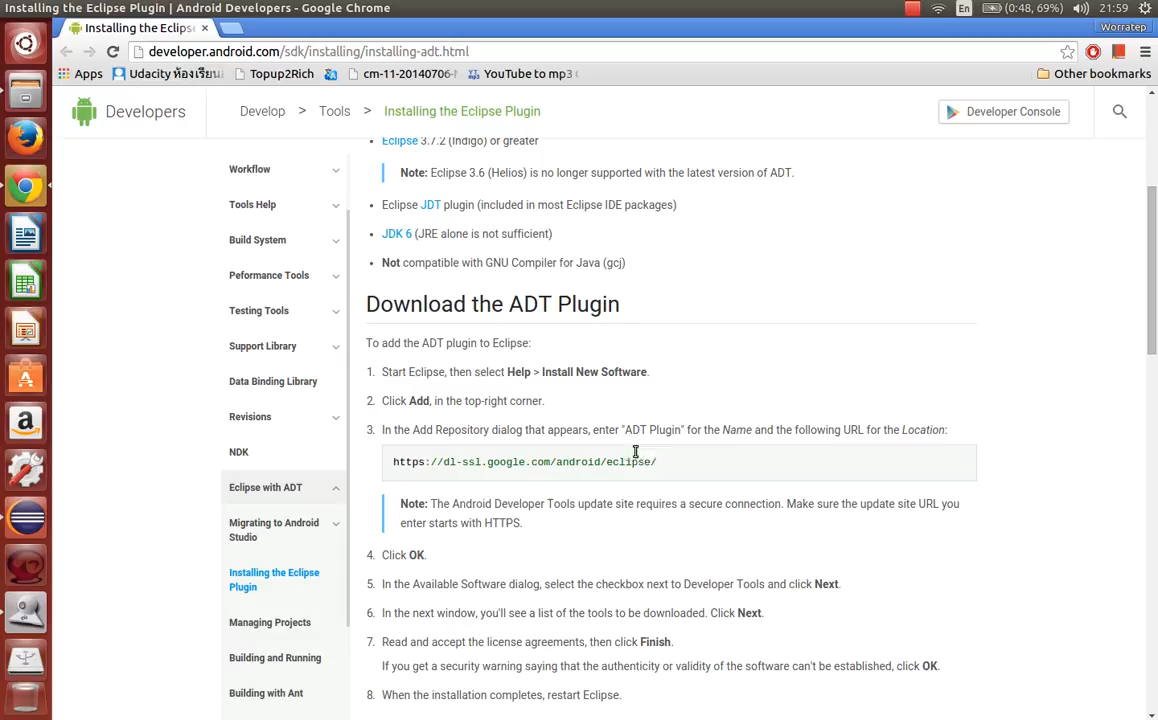 Installing the Eclipse Plugin | Android Developers - Google Chrome
En
(0:48, 69%)
21:59
Installing the Eclips
Worratep
developer.android.com/sdk/installing/installing-adt.html
Apps
Udacity ห้องเรียน
Topup2Rich
cm-11-20140706-
YouTube to mp3
Other bookmarks
Developers
Develop > Tools > Installing the Eclipse Plugin
Developer Console
Workflow
Tools Help
Build System
Peformance Tools
Testing Tools
Support Library
Data Binding Library
Revisions
NDK
Eclipse with ADT
Migrating to Android
Studio
Installing the Eclipse
Plugin
Managing Projects
Building and Running
Building with Ant
• Eclipse 3.7.2 (Indigo) or greater
Note: Eclipse 3.6 (Helios) is no longer supported with the latest version of ADT.
• Eclipse JDT plugin (included in most Eclipse IDE packages)
• JDK 6 (JRE alone is not sufficient)
• Not compatible with GNU Compiler for Java (gcj)
Download the ADT Plugin
To add the ADT plugin to Eclipse:
1. Start Eclipse, then select Help > Install New Software.
2. Click Add, in the top-right corner.
3. In the Add Repository dialog that appears, enter "ADT Plugin" for the Name and the following URL for the Location:
https://dl-ssl.google.com/android/eclipse/
Note: The Android Developer Tools update site requires a secure connection. Make sure the update site URL you
enter starts with HTTPS.
4. Click OK.
5. In the Available Software dialog, select the checkbox next to Developer Tools and click Next.
6. In the next window, you'll see a list of the tools to be downloaded. Click Next.
7. Read and accept the license agreements, then click Finish.
If you get a security warning saying that the authenticity or validity of the software can't be established, click OK.
8. When the installation completes, restart Eclipse.